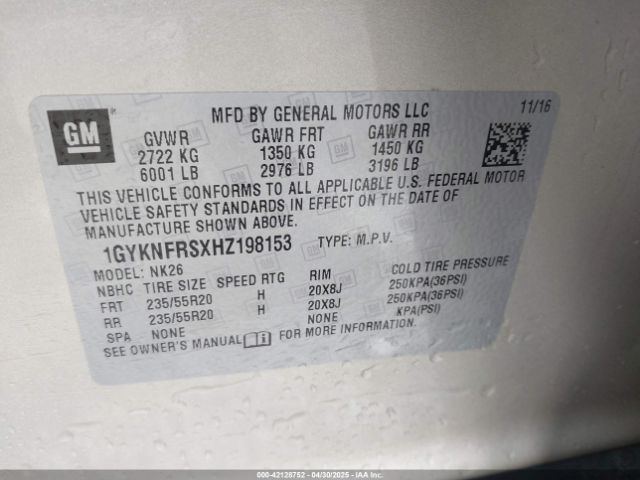 GM
MFD BY GENERAL MOTORS LLC 11/16
GVWR GAWR FRT GAWR RR
2722 KG 1350 KG 1450 KG
6001 LB 2976 LB 3196 LB
THIS VEHICLE CONFORMS TO ALL APPLICABLE U.S. FEDERAL MOTOR
VEHICLE SAFETY STANDARDS IN EFFECT ON THE DATE OF
MANUFACTURE SHOWN ABOVE.
1GYKNFRSXHZ198153 TYPE: M.P.V.
MODEL: NK26
NBHC TIRE SIZE SPEED RTG RIM COLD TIRE PRESSURE
FRT 235/55R20 H 20X8J 250KPA(36PSI)
RR 235/55R20 H 20X8J 250KPA(36PSI)
SPA NONE NONE KPA(PSI)
SEE OWNER'S MANUAL FOR MORE INFORMATION.
000-42128752 - 04/30/2025 - IAAI.COM